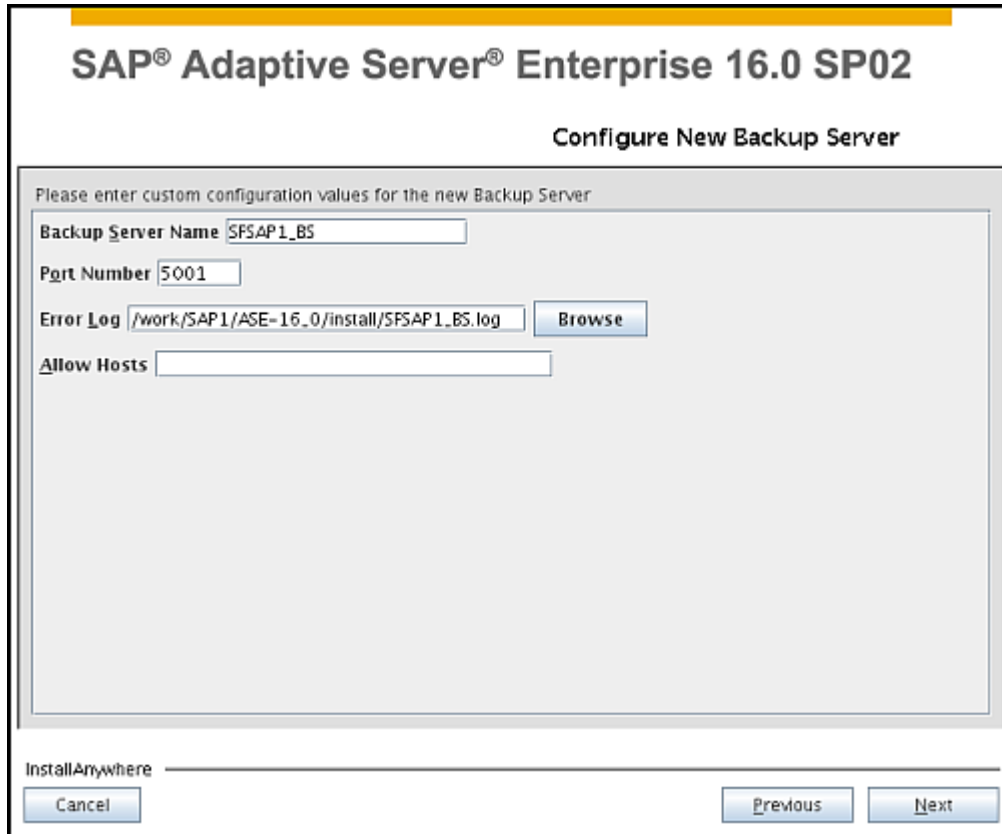 SAP® Adaptive Server® Enterprise 16.0 SP02
Configure New Backup Server
Please enter custom configuration values for the new Backup Server
Backup Server Name SFSAP1_BS
Port Number 5001
Error Log /work/SAP1/ASE-16_0/install/SFSAP1_BS.log Browse
Allow Hosts
InstallAnywhere
Cancel Previous Next